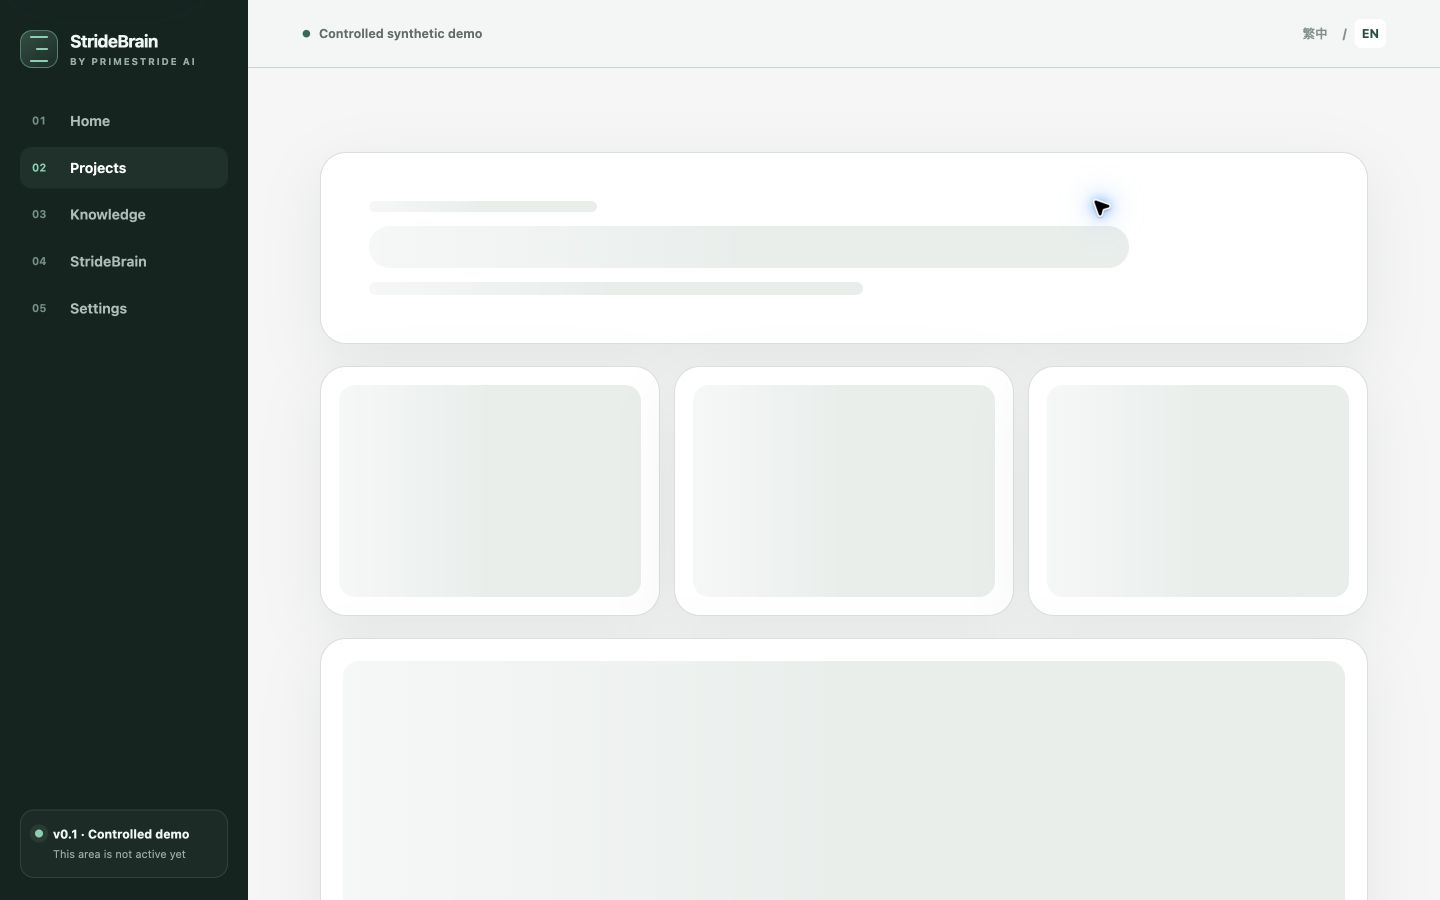 StrideBrain
BY PRIMESTRIDE AI
01 Home
02 Projects
03 Knowledge
04 StrideBrain
05 Settings
v0.1 · Controlled demo
This area is not active yet
Controlled synthetic demo
繁中 / EN